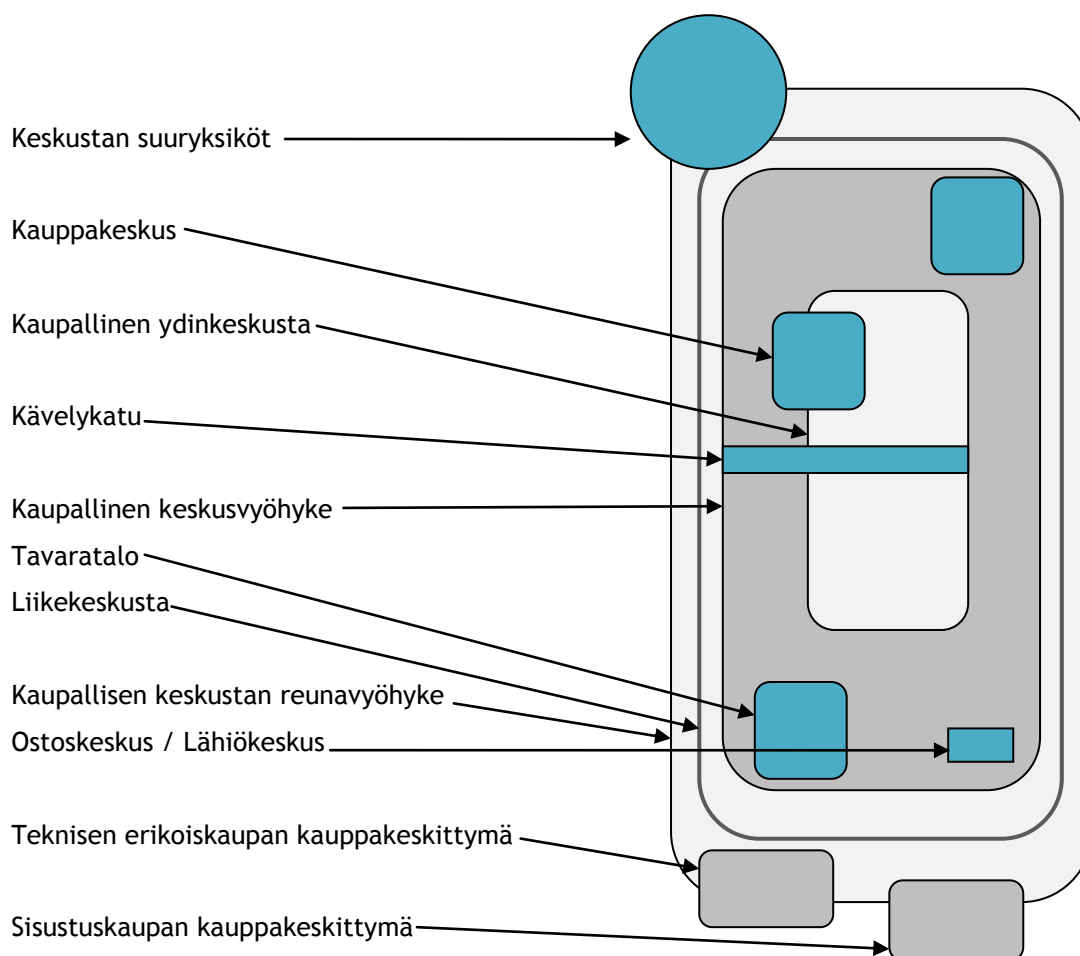 Keskustan suuryksiköt
Kauppakeskus
Kaupallinen ydinkeskusta
Kävelykatu
Kaupallinen keskusvyöhyke
Tavaratalo
Liikekeskusta
Kaupallisen keskustan reunavyöhyke
Ostoskeskus / Lähiökeskus
Teknisen erikoiskaupan kauppakeskittymä
Sisustuskaupan kauppakeskittymä